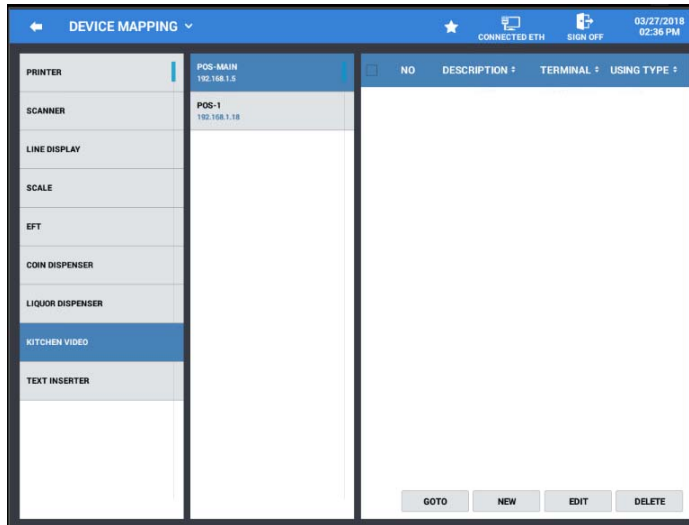 DEVICE MAPPING
CONNECTED ETH
SIGN OFF
03/27/2018
02:36 PM
PRINTER
SCANNER
LINE DISPLAY
SCALE
EFT
COIN DISPENSER
LIQUOR DISPENSER
KITCHEN VIDEO
TEXT INSERTER
POS-MAIN
192.168.1.5
POS-1
192.168.1.18
NO DESCRIPTION TERMINAL USING TYPE
GOTO NEW EDIT DELETE